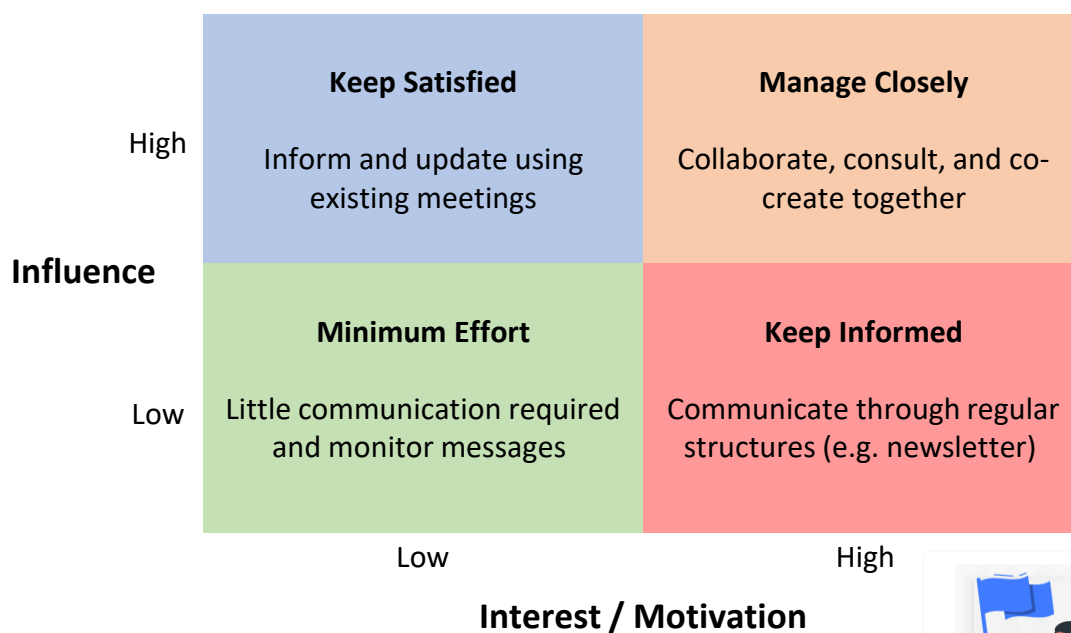 Keep Satisfied
Manage Closely
High
Inform and update using
existing meetings
Collaborate, consult, and co-
create together
Influence
Minimum Effort
Keep Informed
Low
Little communication required
and monitor messages
Communicate through regular
structures (e.g. newsletter)
Low
High
Interest / Motivation